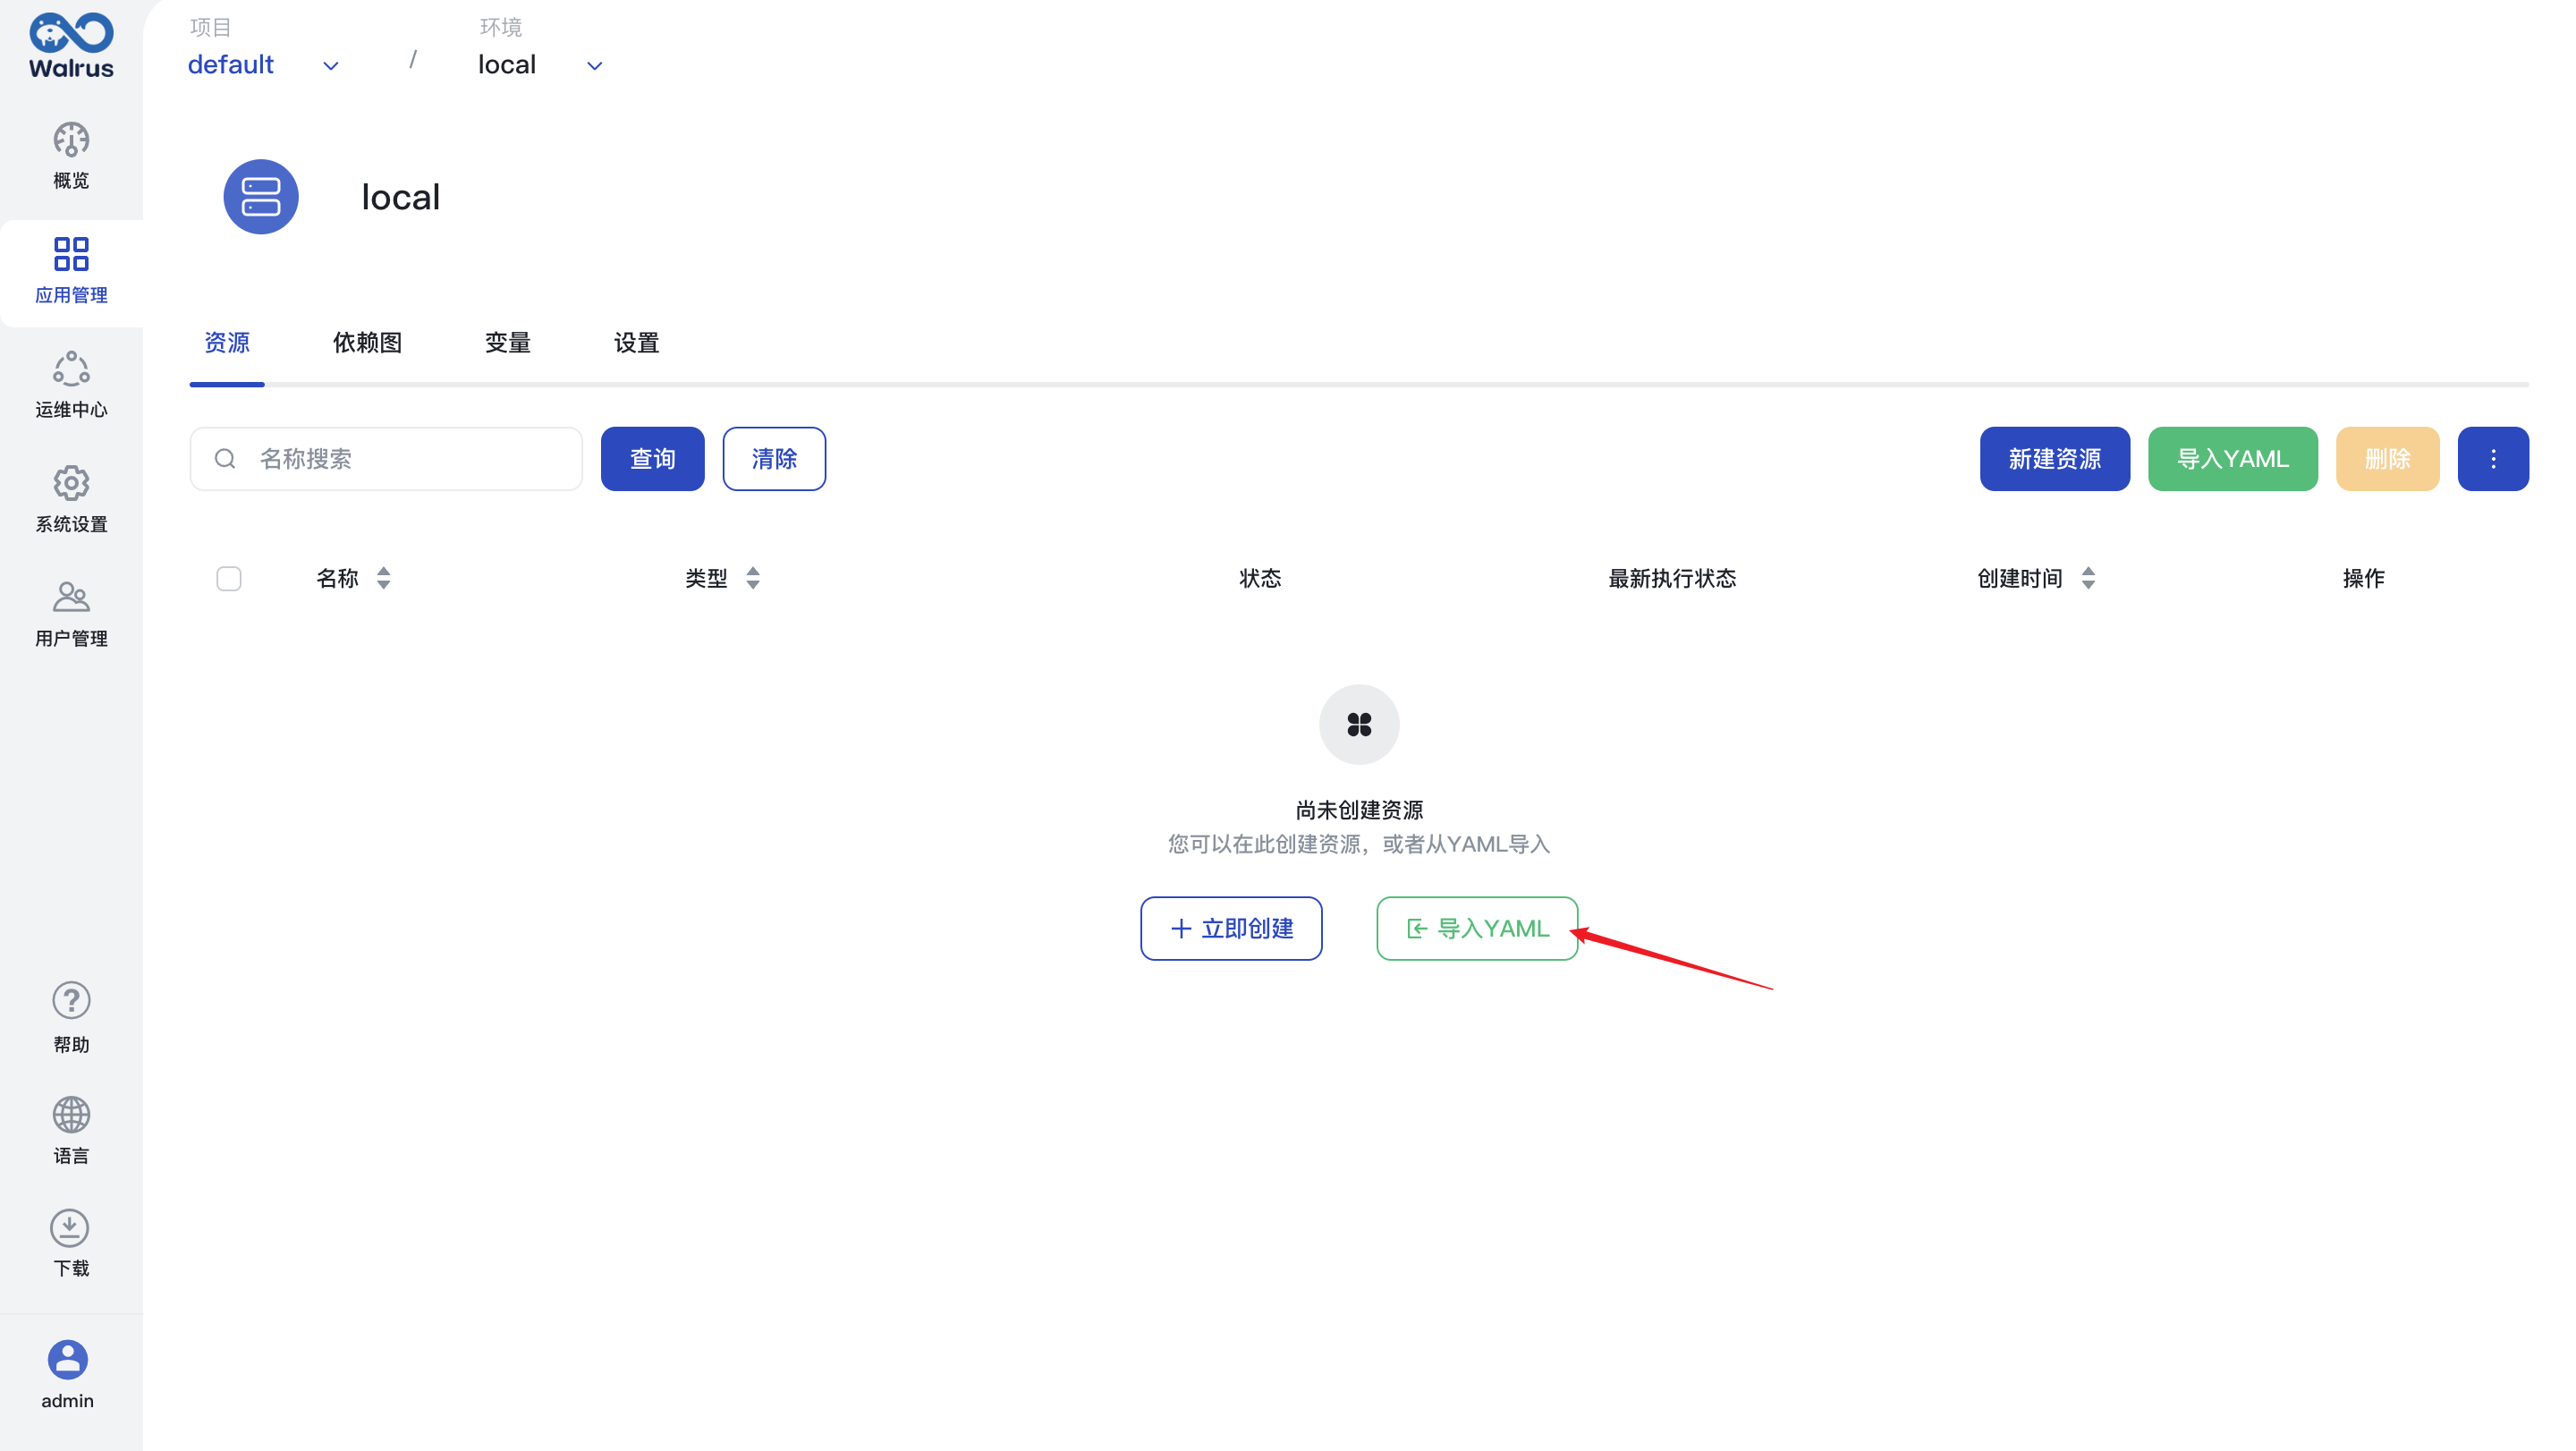 Walrus
概览
应用管理
运维中心
系统设置
用户管理
帮助
语言
下载
admin
项目
环境
default
/
local
local
资源
依赖图
变量
设置
名称搜索
查询
清除
新建资源
导入YAML
删除
名称
类型
状态
最新执行状态
创建时间
操作
尚未创建资源
您可以在此创建资源，或者从YAML导入
立即创建
导入YAML